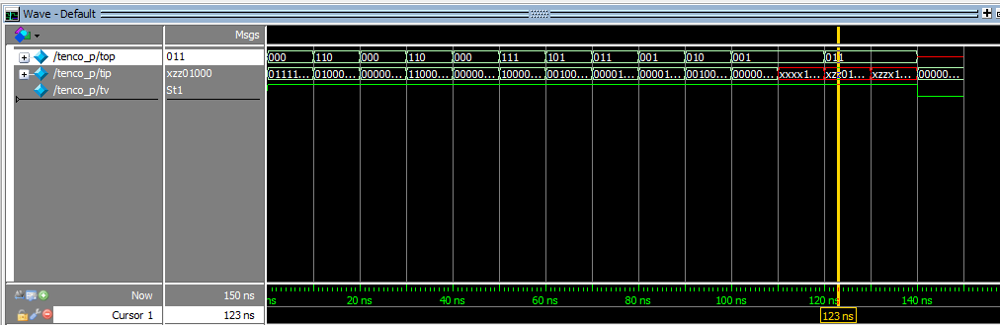 Wave - Default
Msgs
/tenco_p/top 011 000 110 000 110 000 111 101 011 001 010 001 011
/tenco_p/tip xzz01000 01111... 01000... 00000... 11000... 00000... 10000... 00100... 00001... 00001... 00100... 00000... xxxx1... xzz01... xzzx1... 00000...
/tenco_p/tv St1
Now 150 ns ns 20 ns 40 ns 60 ns 80 ns 100 ns 120 ns 140 ns
Cursor 1 123 ns 123 ns